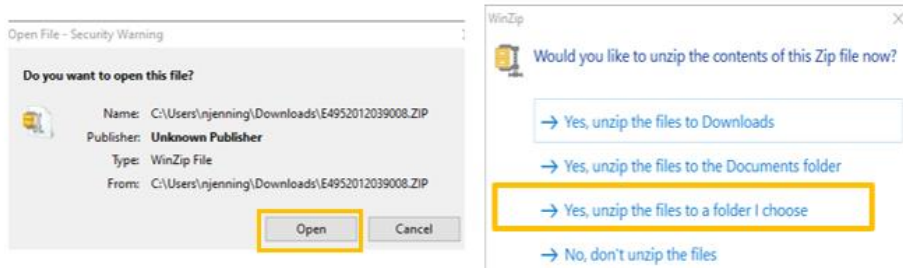 Open File - Security Warning
Do you want to open this file?
Name: C:\Users\njenning\Downloads\E4952012039008.ZIP
Publisher: Unknown Publisher
Type: WinZip File
From: C:\Users\njenning\Downloads\E4952012039008.ZIP
Open
Cancel
WinZip
Would you like to unzip the contents of this Zip file now?
→ Yes, unzip the files to Downloads
→ Yes, unzip the files to the Documents folder
→ Yes, unzip the files to a folder I choose
→ No, don't unzip the files